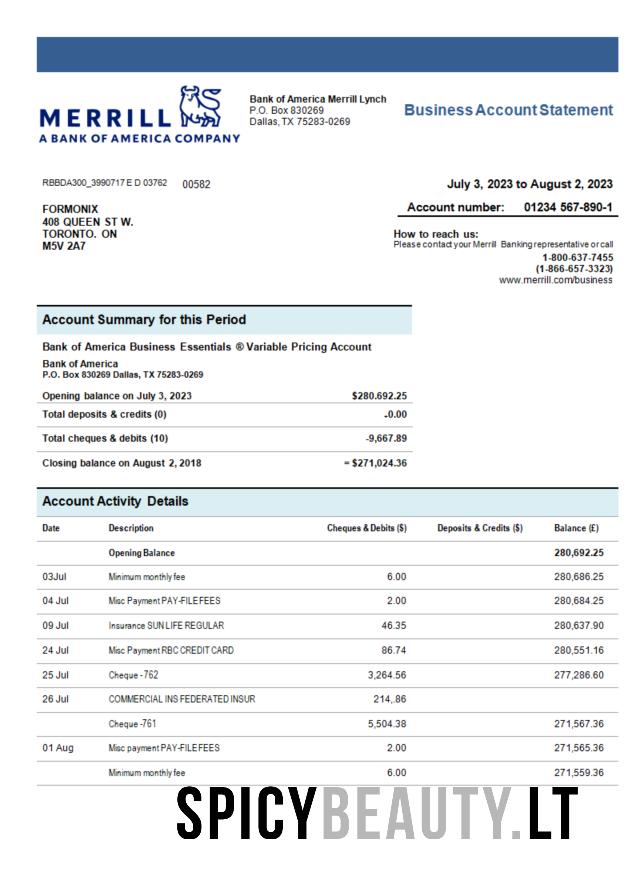 MERRILL
A BANK OF AMERICA COMPANY
Bank of America Merrill Lynch
P.O. Box 830269
Dallas, TX 75283-0269
Business Account Statement
RBBDA300_3990717 E D 03762 00582
July 3, 2023 to August 2, 2023
Account number: 01234 567-890-1
FORMONIX
408 QUEEN ST W.
TORONTO. ON
M5V 2A7
How to reach us:
Please contact your Merrill Banking representative or call
1-800-637-7455
(1-866-657-3323)
www.merrill.com/business
Account Summary for this Period
Bank of America Business Essentials ® Variable Pricing Account
Bank of America
P.O. Box 830269 Dallas, TX 75283-0269
Opening balance on July 3, 2023 $280.692.25
Total deposits & credits (0) -0.00
Total cheques & debits (10) -9,667.89
Closing balance on August 2, 2018 = $271,024.36
Account Activity Details
Date Description Cheques & Debits ($) Deposits & Credits ($) Balance (£)
Opening Balance 280,692.25
03Jul Minimum monthly fee 6.00 280,686.25
04 Jul Misc Payment PAY-FILE FEES 2.00 280,684.25
09 Jul Insurance SUN LIFE REGULAR 46.35 280,637.90
24 Jul Misc Payment RBC CREDIT CARD 86.74 280,551.16
25 Jul Cheque -762 3,264.56 277,286.60
26 Jul COMMERCIAL INS FEDERATED INSUR 214,.86
Cheque -761 5,504.38 271,567.36
01 Aug Misc payment PAY-FILE FEES 2.00 271,565.36
Minimum monthly fee 6.00 271,559.36
SPICYBEAUTY.LT